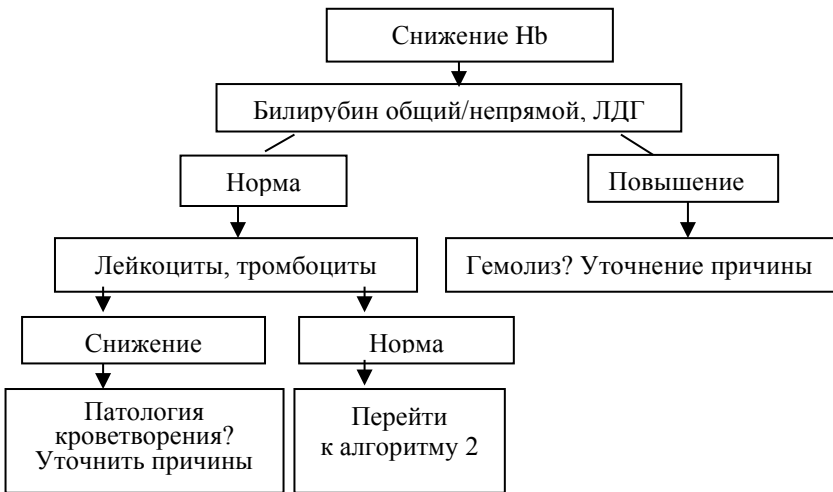 Снижение Hb
Билирубин общий/непрямой, ЛДГ
Норма
Повышение
Лейкоциты, тромбоциты
Гемолиз? Уточнение причины
Снижение
Норма
Патология
кроветворения?
Уточнить причины
Перейти
к алгоритму 2